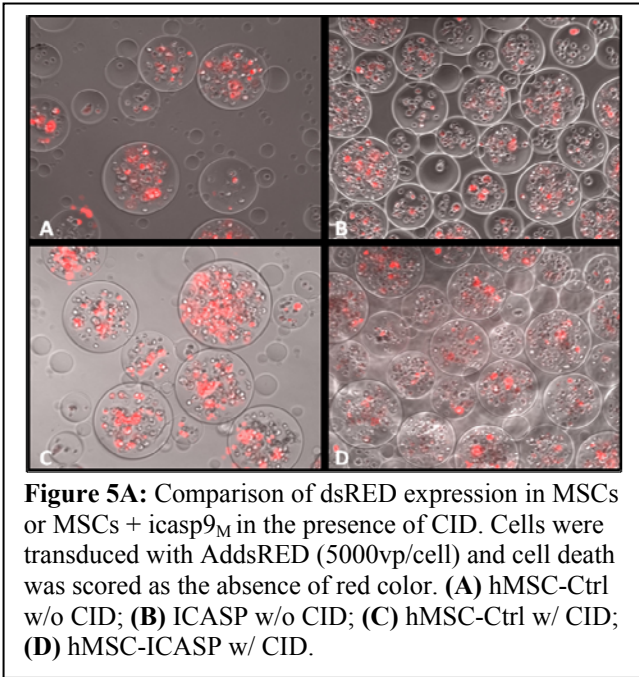 A
B
C
D
Figure 5A: Comparison of dsRED expression in MSCs
or MSCs + icasp9M in the presence of CID. Cells were
transduced with AddsRED (5000vp/cell) and cell death
was scored as the absence of red color. (A) hMSC-Ctrl
w/o CID; (B) ICASP w/o CID; (C) hMSC-Ctrl w/ CID;
(D) hMSC-ICASP w/ CID.